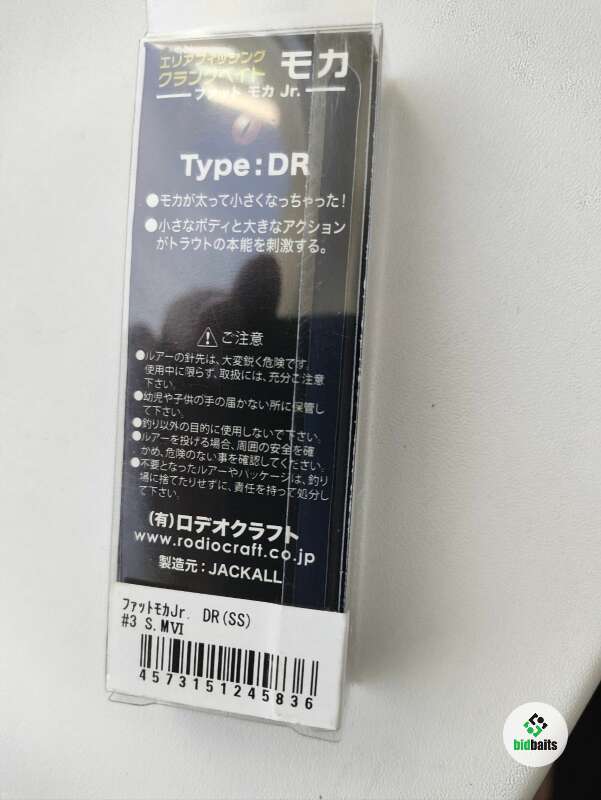 エリアフィッシング
クランクベイト モカ
ファット モカ Jr.
Type:DR
●モカが太って小さくなっちゃった!
●小さなボディと大きなアクション
がトラウトの本能を刺激する。
ご注意
●ルアーの針先は、大変鋭く危険です。
使用中に限らず、取扱には、充分ご注意
下さい。
●幼児や子供の手の届かない所に保管し
て下さい。
●釣り以外の目的に使用しないで下さい。
●ルアーを投げる場合、周囲の安全を確
かめ、危険のない事を確認してください。
●不要となったルアーやパッケージは、釣り
場に捨てたりせずに、責任を持って処分し
て下さい。
(有)ロデオクラフト
www.rodiocraft.co.jp
製造元:JACKALL
ファットモカJr. DR(SS)
#3 S.MⅥ
4573151245836
bidbaits